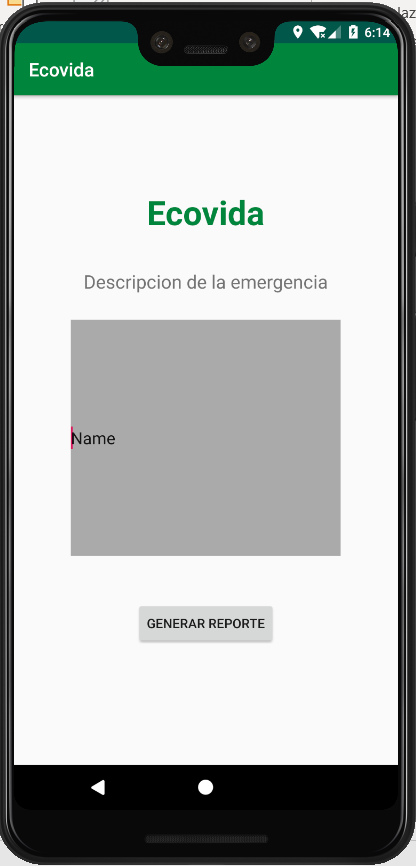 6:14
Ecovida
Ecovida
Descripcion de la emergencia
Name
GENERAR REPORTE